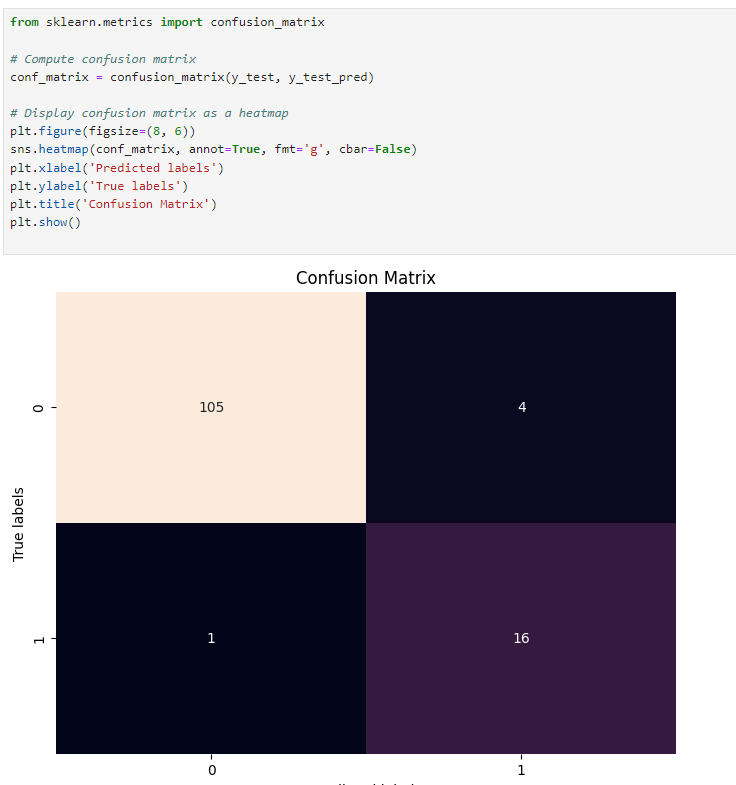 from sklearn.metrics import confusion_matrix
# Compute confusion matrix
conf_matrix = confusion_matrix(y_test, y_test_pred)
# Display confusion matrix as a heatmap
plt.figure(figsize=(8, 6))
sns.heatmap(conf_matrix, annot=True, fmt='g', cbar=False)
plt.xlabel('Predicted labels')
plt.ylabel('True labels')
plt.title('Confusion Matrix')
plt.show()
Confusion Matrix
0
105
4
True labels
1
1
16
0
1